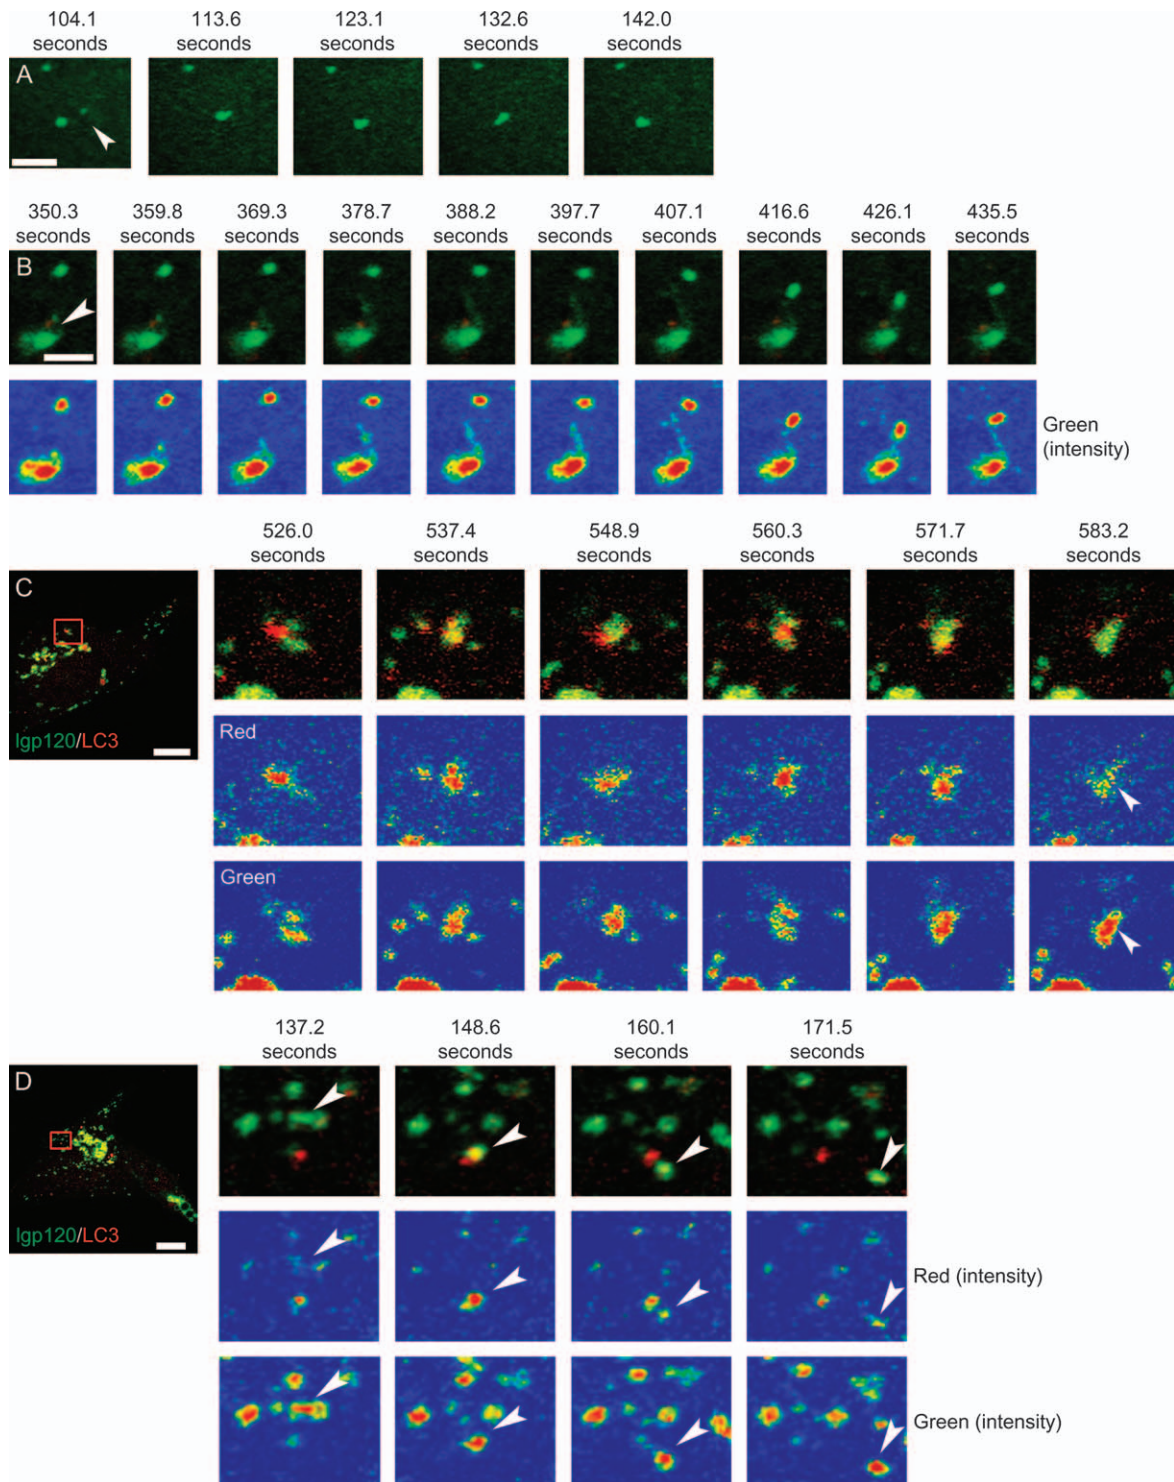 104.1 113.6 123.1 132.6 142.0
seconds seconds seconds seconds seconds
A
350.3 359.8 369.3 378.7 388.2 397.7 407.1 416.6 426.1 435.5
seconds seconds seconds seconds seconds seconds seconds seconds seconds seconds
B
Green
(intensity)
526.0 537.4 548.9 560.3 571.7 583.2
seconds seconds seconds seconds seconds seconds
C
lgp120/LC3
Red
Green
137.2 148.6 160.1 171.5
seconds seconds seconds seconds
D
lgp120/LC3
Red (intensity)
Green (intensity)